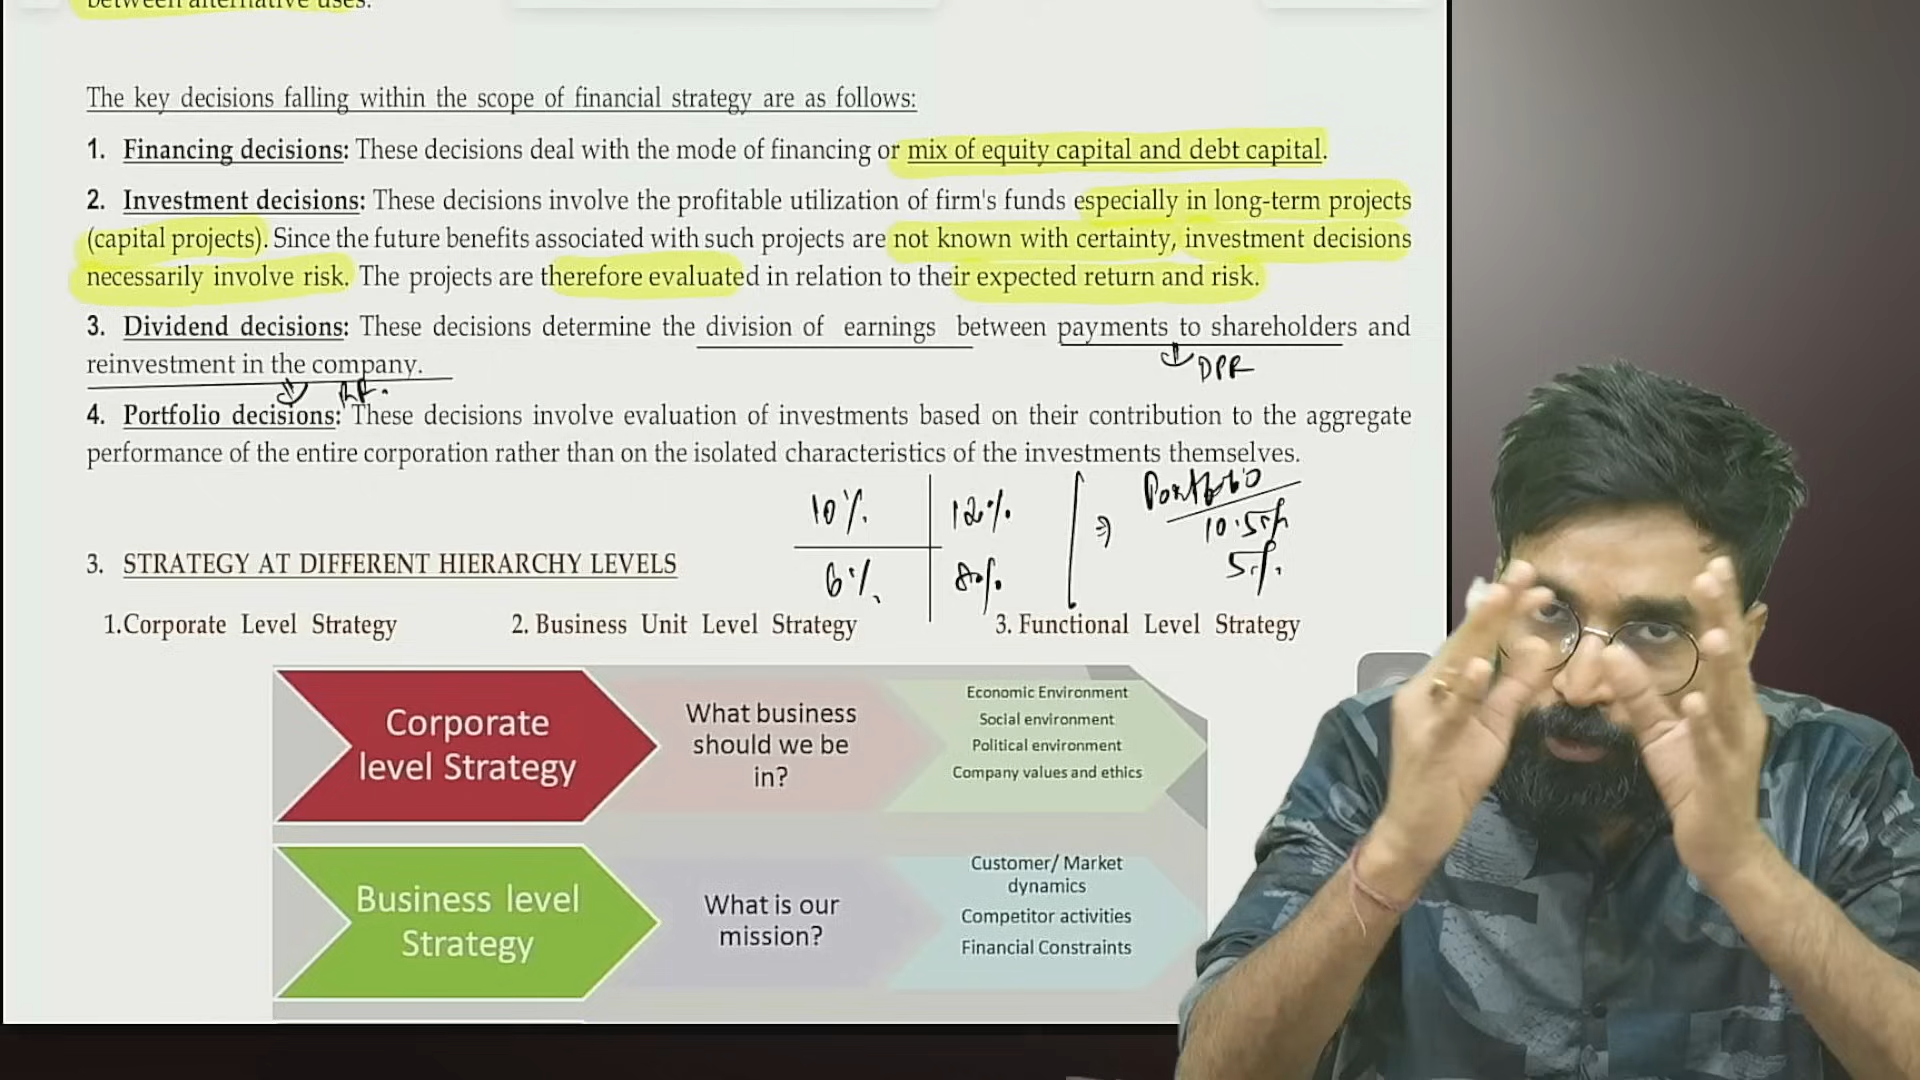 between alternative uses.
The key decisions falling within the scope of financial strategy are as follows:
1. Financing decisions: These decisions deal with the mode of financing or mix of equity capital and debt capital.
2. Investment decisions: These decisions involve the profitable utilization of firm's funds especially in long-term projects
(capital projects). Since the future benefits associated with such projects are not known with certainty, investment decisions
necessarily involve risk. The projects are therefore evaluated in relation to their expected return and risk.
3. Dividend decisions: These decisions determine the division of earnings between payments to shareholders and
reinvestment in the company.
DPR
4. Portfolio decisions: These decisions involve evaluation of investments based on their contribution to the aggregate
performance of the entire corporation rather than on the isolated characteristics of the investments themselves.
10% 12% Portfolio
10.5%
6% 8% 5%.
3. STRATEGY AT DIFFERENT HIERARCHY LEVELS
1.Corporate Level Strategy 2. Business Unit Level Strategy 3. Functional Level Strategy
Corporate
level Strategy
What business
should we be
in?
Economic Environment
Social environment
Political environment
Company values and ethics
Business level
Strategy
What is our
mission?
Customer/ Market
dynamics
Competitor activities
Financial Constraints